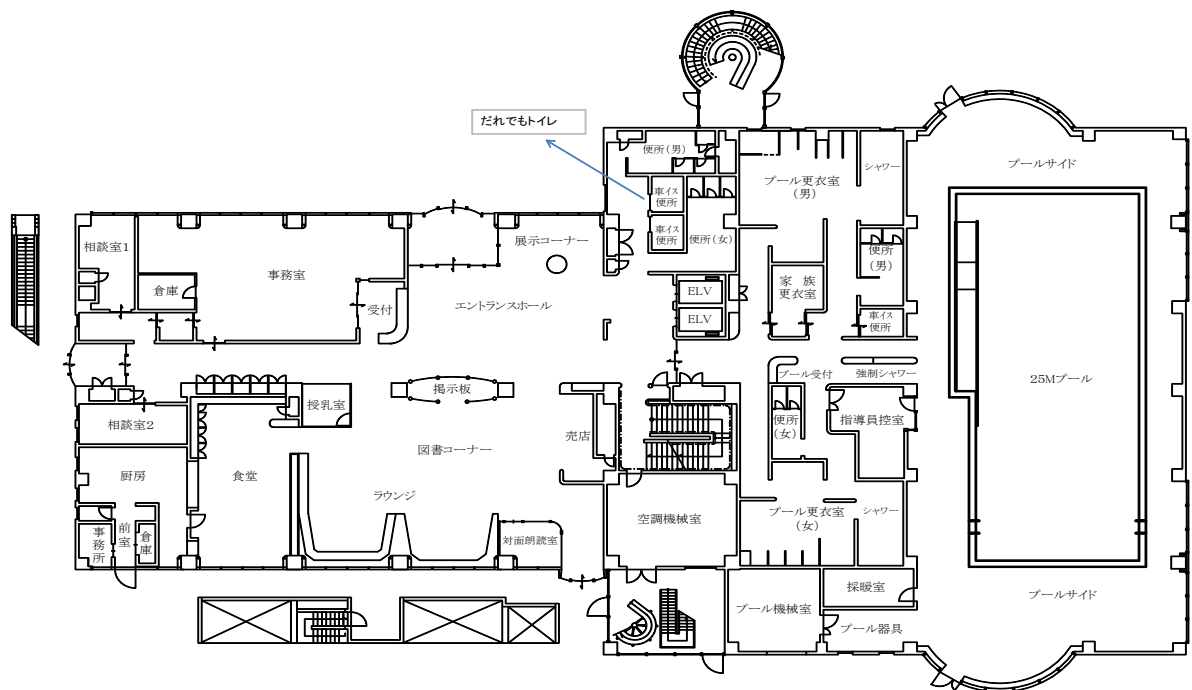 だれでもトイレ
便所（男）
車イス
便所
車イス
便所
便所（女）
プール更衣室
（男）
シャワー
プールサイド
相談室1
事務室
倉庫
受付
展示コーナー
エントランスホール
ELV
ELV
家 族
更衣室
便所
（男）
車イス
便所
プール受付
強制シャワー
25Mプール
掲示板
授乳室
相談室2
図書コーナー
売店
便所
（女）
指導員控室
厨房
食堂
ラウンジ
空調機械室
プール更衣室
（女）
シャワー
事務所
前室
倉庫
対面朗読室
採暖室
プール機械室
プール器具
プールサイド